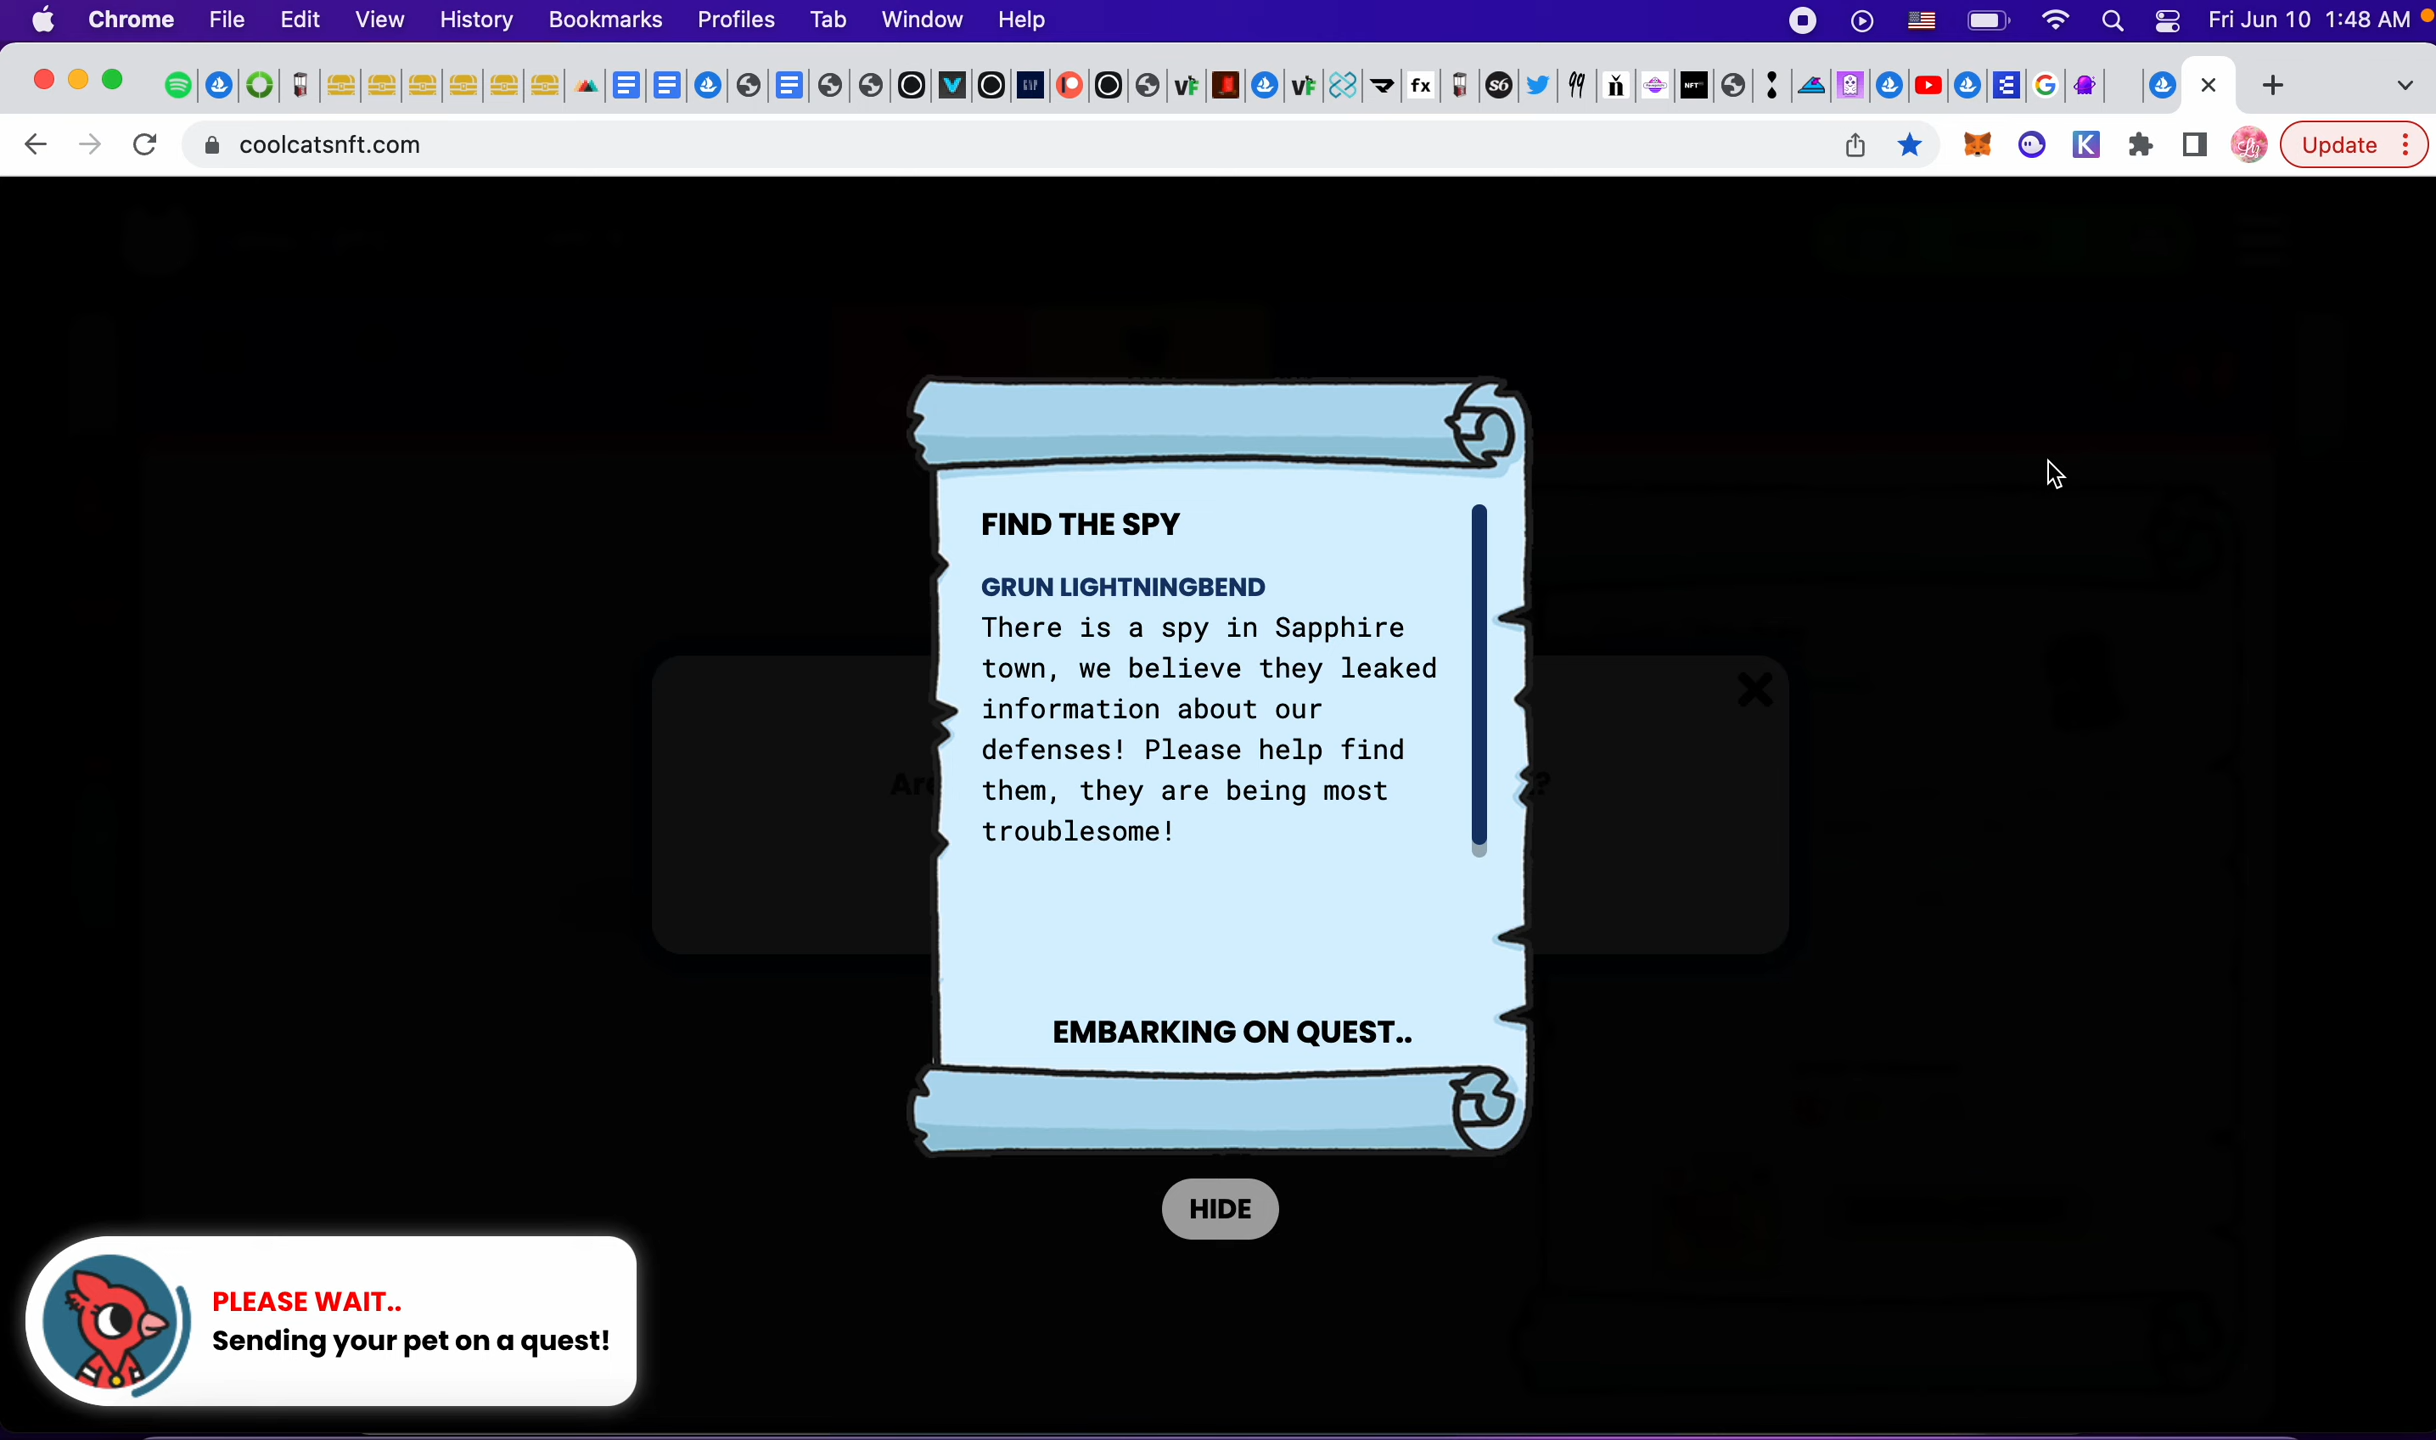 Chrome File Edit View History Bookmarks Profiles Tab Window Help Fri Jun 10 1:48 AM
coolcatsnft.com Update
FIND THE SPY
GRUN LIGHTNINGBEND
There is a spy in Sapphire
town, we believe they leaked
information about our
defenses! Please help find
them, they are being most
troublesome!
EMBARKING ON QUEST..
HIDE
PLEASE WAIT..
Sending your pet on a quest!